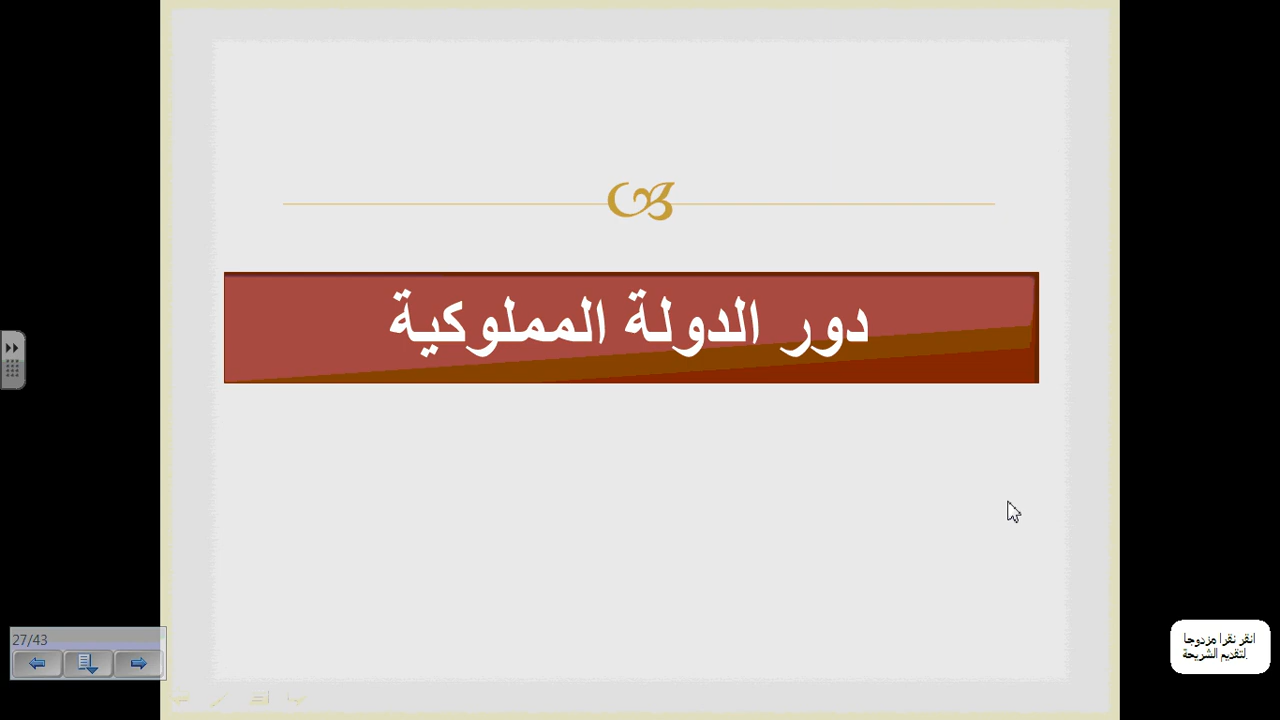 دور الدولة المملوكية
27/43
انقر نقرا مزدوجا
لتقديم الشريحة.